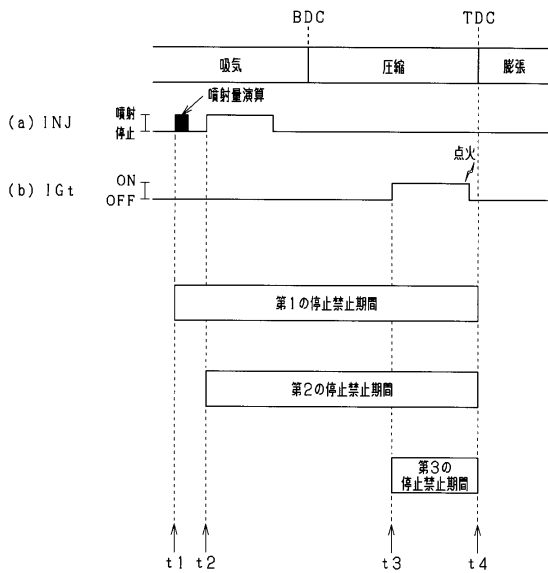 BDC TDC
吸気 圧縮 膨張
噴射量演算
(a) INJ 噴射
停止
点火
(b) IGt ON
OFF
第1の停止禁止期間
第2の停止禁止期間
第3の
停止禁止期間
t1 t2 t3 t4